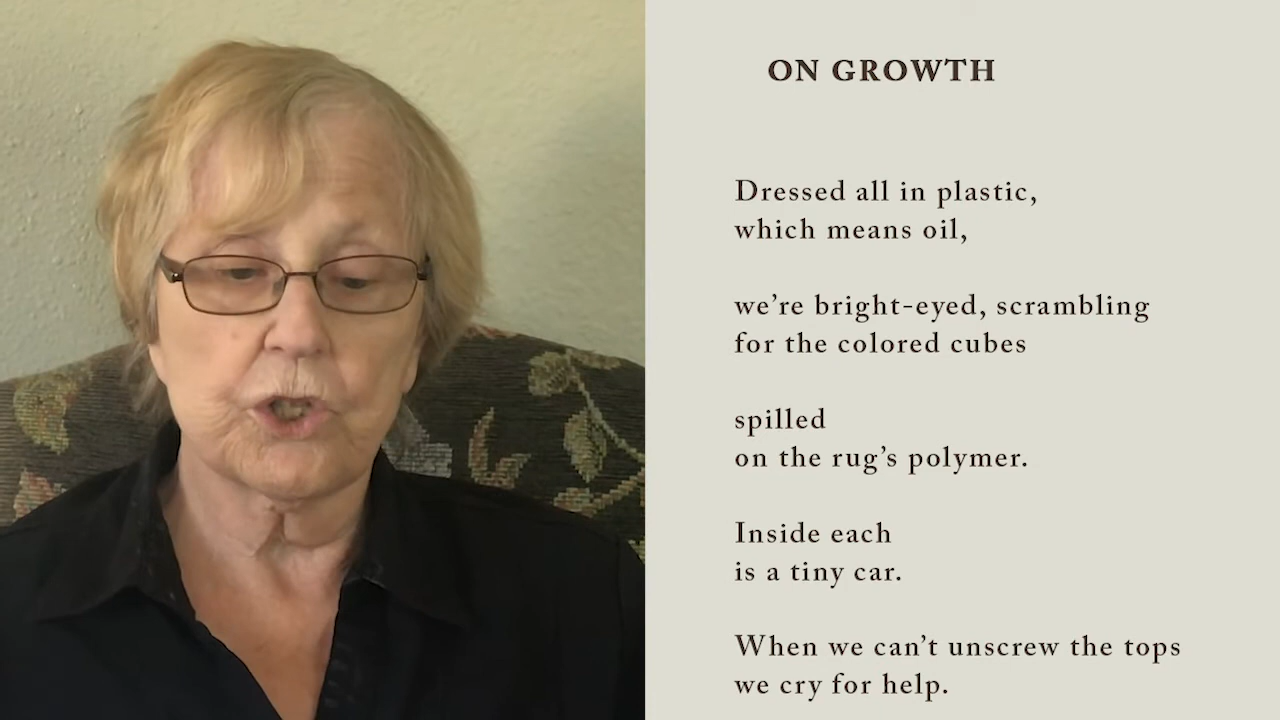 ON GROWTH
Dressed all in plastic,
which means oil,
we’re bright-eyed, scrambling
for the colored cubes
spilled
on the rug’s polymer.
Inside each
is a tiny car.
When we can’t unscrew the tops
we cry for help.